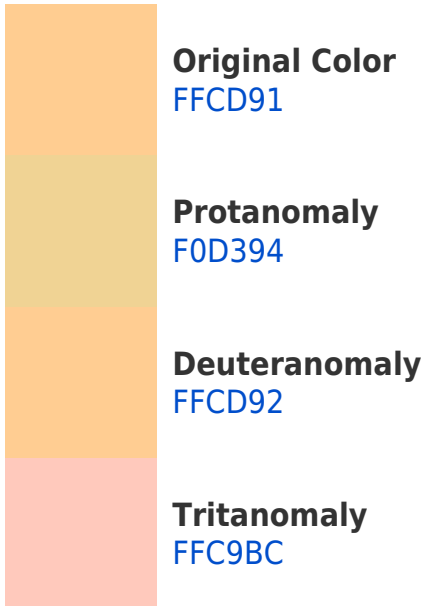 Original Color
FFCD91
Protanomaly
F0D394
Deuteranomaly
FFCD92
Tritanomaly
FFC9BC